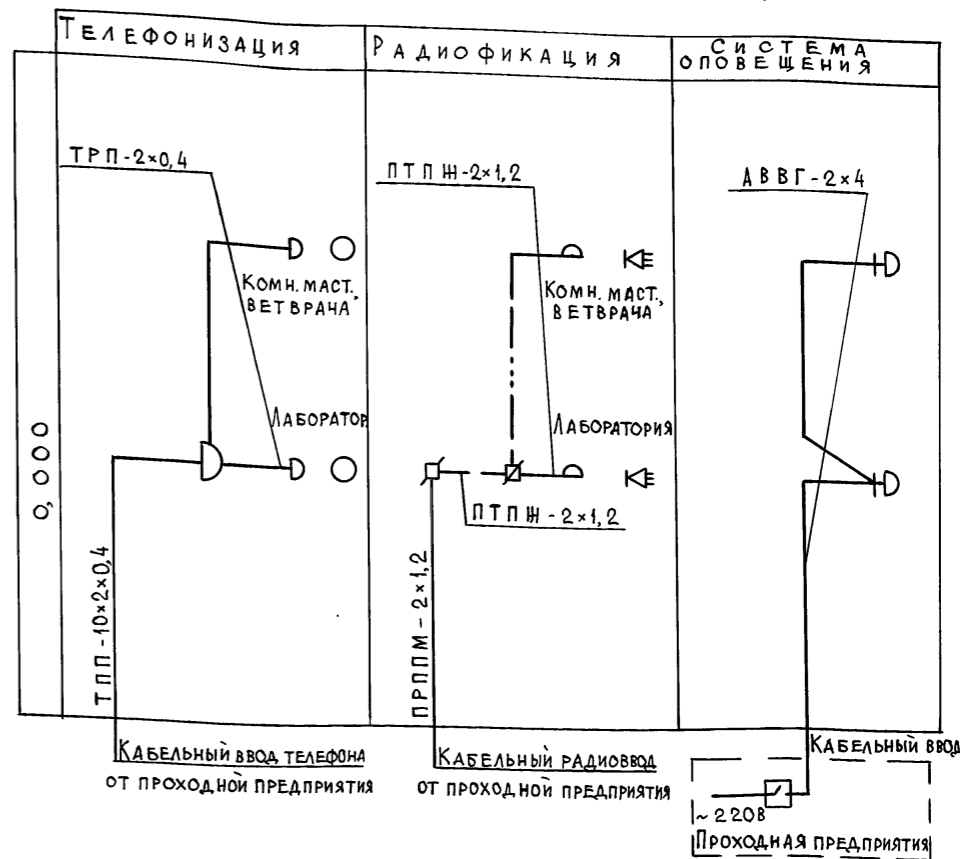 ТЕЛЕФОНИЗАЦИЯ
РАДИОФИКАЦИЯ
СИСТЕМА
ОПОВЕЩЕНИЯ
ТРП-2×0,4
ПТПЖ-2×1,2
АВВГ-2×4
КОМН. МАСТ.,
ВЕТВРАЧА
КОМН. МАСТ.,
ВЕТВРАЧА
ЛАБОРАТОР
ЛАБОРАТОРИЯ
0,000
ПТПЖ-2×1,2
ТПП-10×2×0,4
ПРППМ-2×1,2
КАБЕЛЬНЫЙ ВВОД ТЕЛЕФОНА
ОТ ПРОХОДНОЙ ПРЕДПРИЯТИЯ
КАБЕЛЬНЫЙ РАДИОВВОД
ОТ ПРОХОДНОЙ ПРЕДПРИЯТИЯ
КАБЕЛЬНЫЙ ВВОД
~220В
ПРОХОДНАЯ ПРЕДПРИЯТИЯ